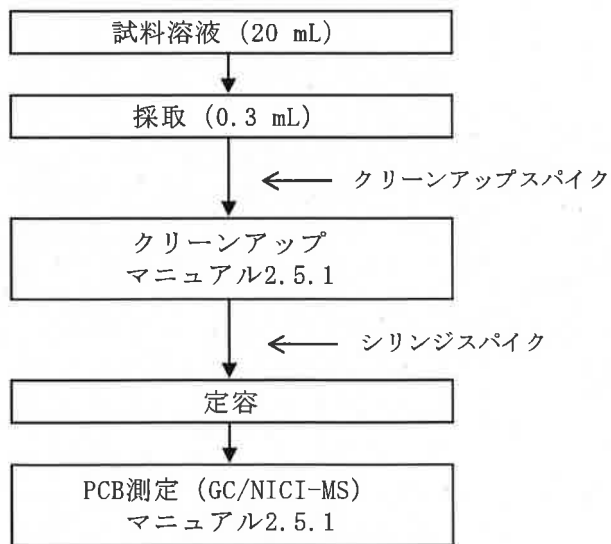 試料溶液 (20 mL)
採取 (0.3 mL)
クリーンアップスパイク
クリーンアップ
マニュアル2.5.1
シリンジスパイク
定容
PCB測定 (GC/NICI-MS)
マニュアル2.5.1